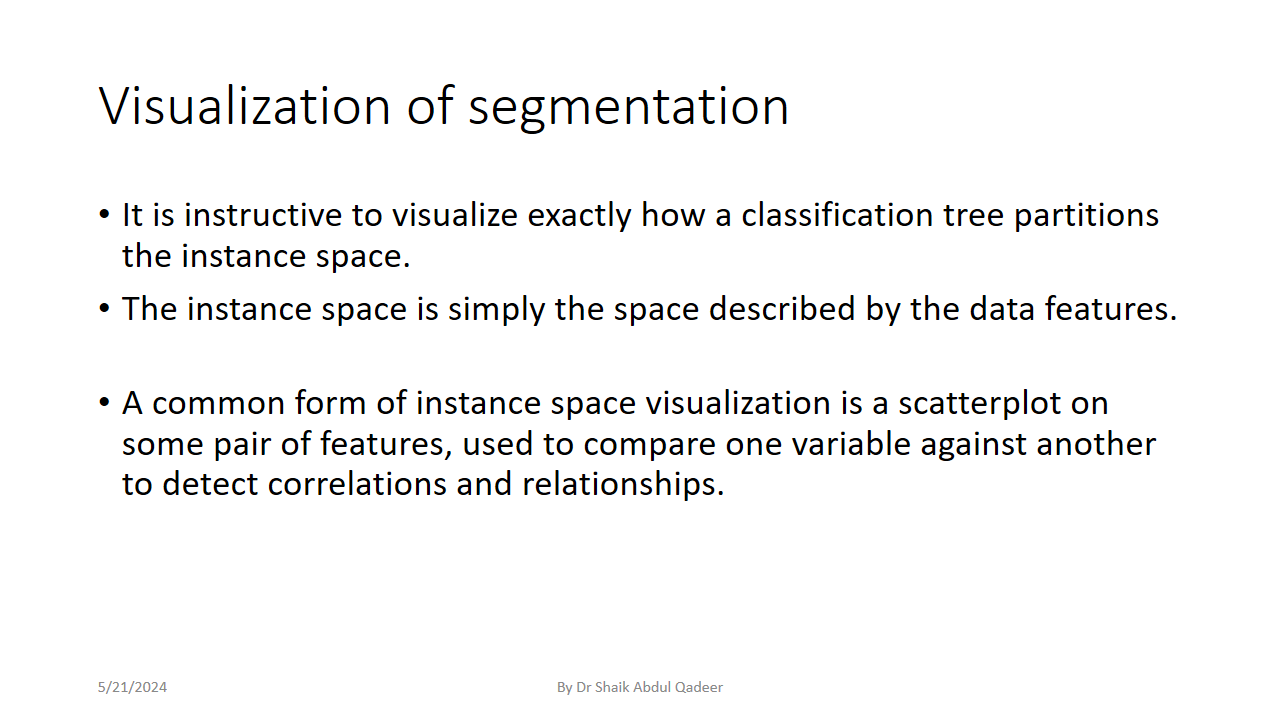 Visualization of segmentation
• It is instructive to visualize exactly how a classification tree partitions
the instance space.
• The instance space is simply the space described by the data features.
• A common form of instance space visualization is a scatterplot on
some pair of features, used to compare one variable against another
to detect correlations and relationships.
5/21/2024
By Dr Shaik Abdul Qadeer